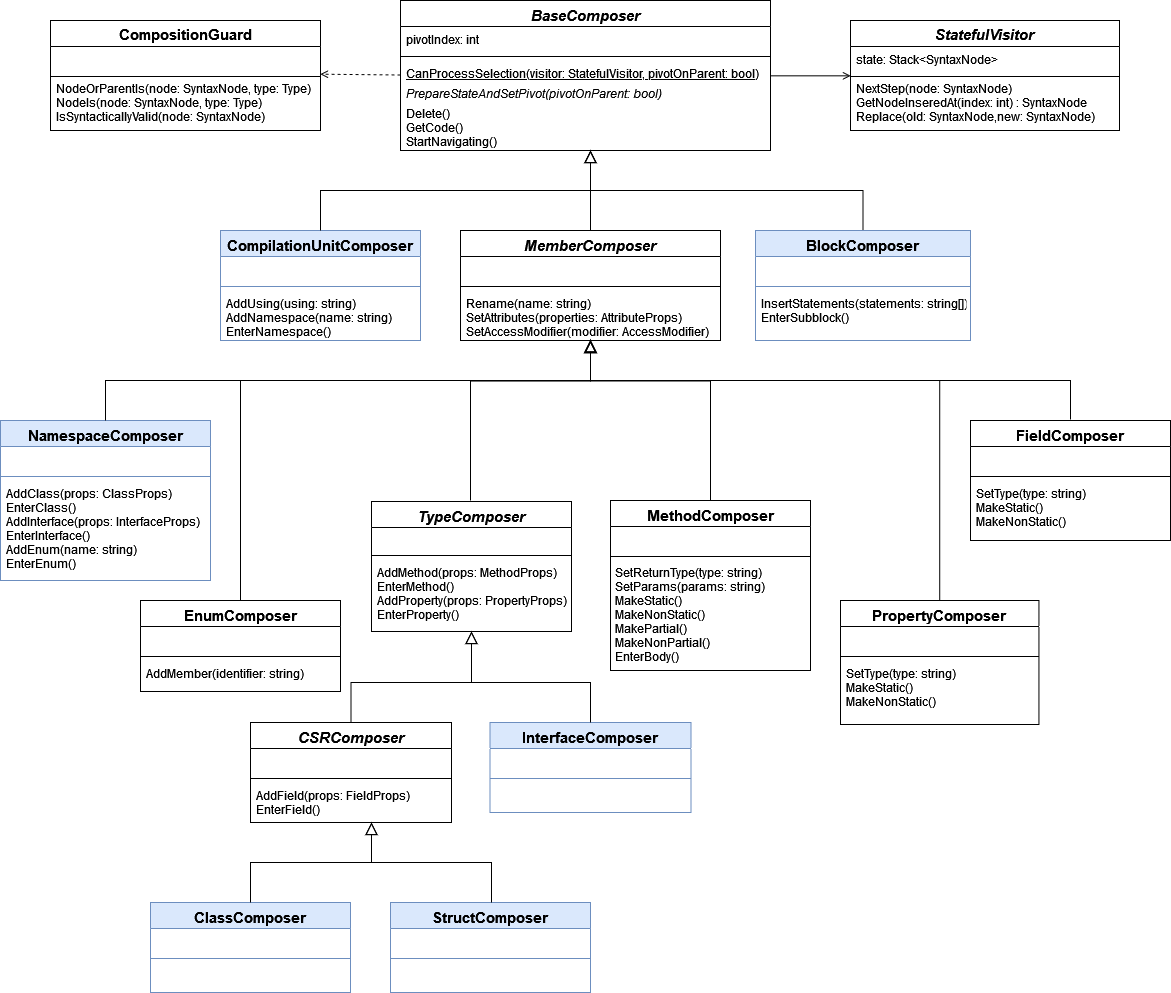 CompositionGuard
NodeOrParentIs(node: SyntaxNode, type: Type)
NodeIs(node: SyntaxNode, type: Type)
IsSyntacticallyValid(node: SyntaxNode)
BaseComposer
pivotIndex: int
CanProcessSelection(visitor: StatefulVisitor, pivotOnParent: bool)
PrepareStateAndSetPivot(pivotOnParent: bool)
Delete()
GetCode()
StartNavigating()
StatefulVisitor
state: Stack<SyntaxNode>
NextStep(node: SyntaxNode)
GetNodeInseredAt(index: int) : SyntaxNode
Replace(old: SyntaxNode,new: SyntaxNode)
CompilationUnitComposer
AddUsing(using: string)
AddNamespace(name: string)
EnterNamespace()
MemberComposer
Rename(name: string)
SetAttributes(properties: AttributeProps)
SetAccessModifier(modifier: AccessModifier)
BlockComposer
InsertStatements(statements: string[])
EnterSubblock()
NamespaceComposer
AddClass(props: ClassProps)
EnterClass()
AddInterface(props: InterfaceProps)
EnterInterface()
AddEnum(name: string)
EnterEnum()
FieldComposer
SetType(type: string)
MakeStatic()
MakeNonStatic()
TypeComposer
AddMethod(props: MethodProps)
EnterMethod()
AddProperty(props: PropertyProps)
EnterProperty()
MethodComposer
SetReturnType(type: string)
SetParams(params: string)
MakeStatic()
MakeNonStatic()
MakePartial()
MakeNonPartial()
EnterBody()
EnumComposer
AddMember(identifier: string)
PropertyComposer
SetType(type: string)
MakeStatic()
MakeNonStatic()
CSRComposer
AddField(props: FieldProps)
EnterField()
InterfaceComposer
ClassComposer
StructComposer